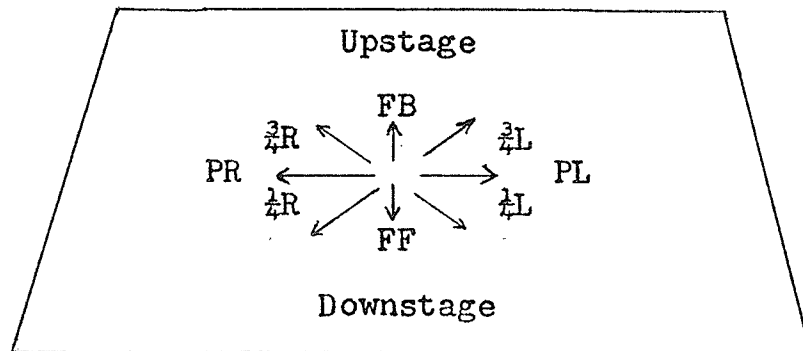 Upstage
FB
¾R ¾L
PR PL
¼R ¼L
FF
Downstage